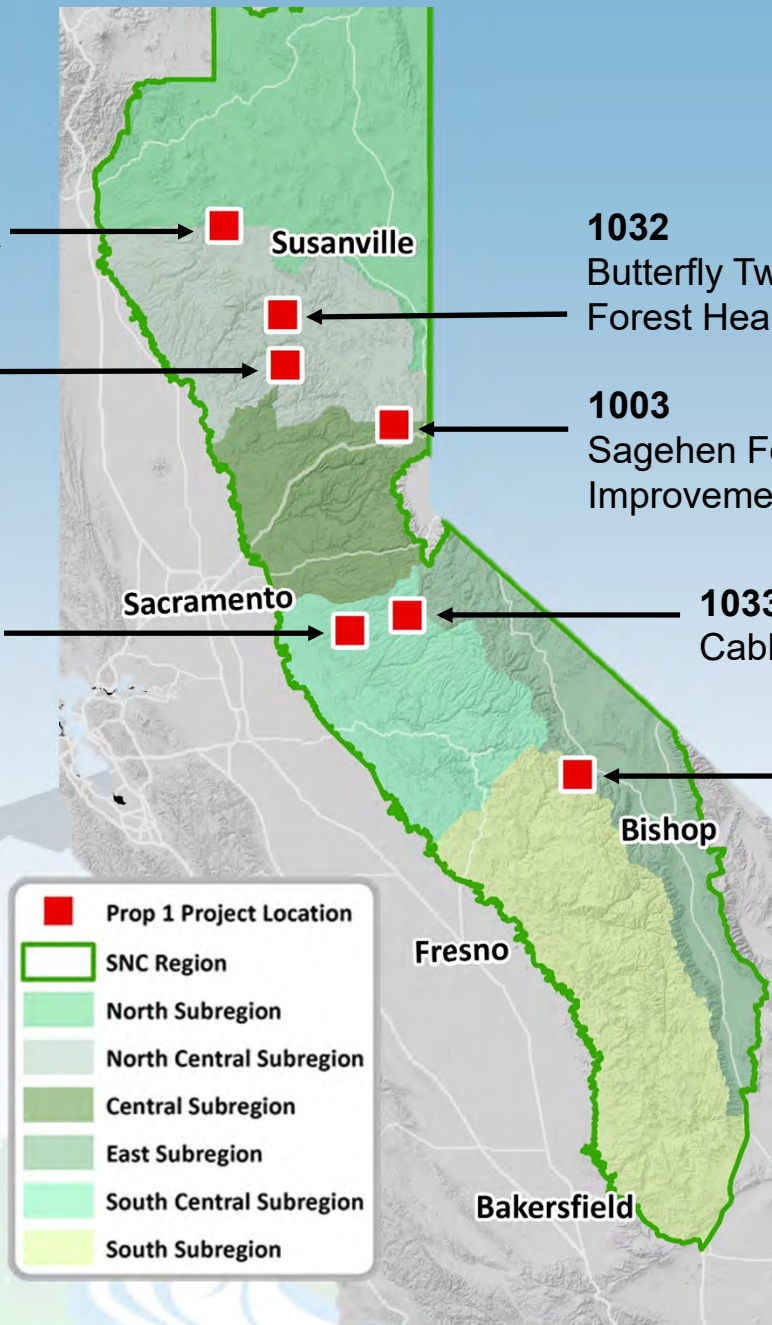 Susanville
1032
Butterfly Tw
Forest Hea
1003
Sagehen Fo
Improveme
Sacramento
1033
Cabl
Bishop
Fresno
Bakersfield
Prop 1 Project Location
SNC Region
North Subregion
North Central Subregion
Central Subregion
East Subregion
South Central Subregion
South Subregion